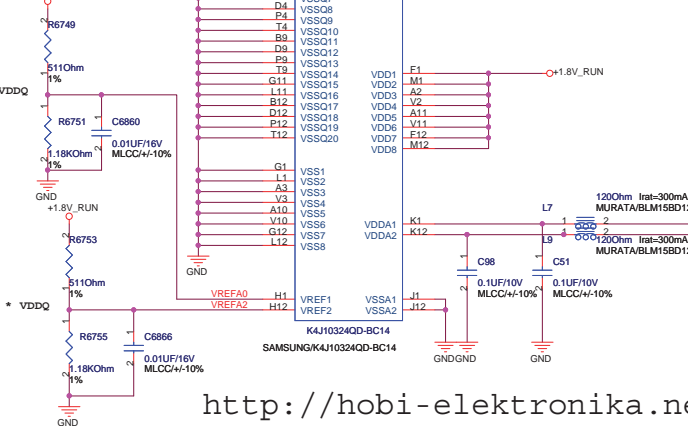 R6749
511Ohm
1%
VDDQ
R6751
C6860
1.18KOhm
1%
0.01UF/16V
MLCC/+/-10%
GND
+1.8V_RUN
R6753
511Ohm
1%
* VDDQ
R6755
C6866
1.18KOhm
1%
0.01UF/16V
MLCC/+/-10%
GND
D4 VSSQ8
P4 VSSQ9
T4 VSSQ10
B9 VSSQ11
D9 VSSQ12
P9 VSSQ13
T9 VSSQ14
G11 VSSQ15
L11 VSSQ16
B12 VSSQ17
D12 VSSQ18
P12 VSSQ19
T12 VSSQ20
G1 VSS1
L1 VSS2
A3 VSS3
V3 VSS4
A10 VSS5
V10 VSS6
G12 VSS7
L12 VSS8
GND
VREFA0 H1 VREF1
VREFA2 H12 VREF2
VDD1 F1
VDD2 M1
VDD3 A2
VDD4 V2
VDD5 A11
VDD6 V11
VDD7 F12
VDD8 M12
+1.8V_RUN
VDDA1 K1
VDDA2 K12
VSSA1 J1
VSSA2 J12
K4J10324QD-BC14
SAMSUNG/K4J10324QD-BC14
L7
1 2
120Ohm Irat=300mA
MURATA/BLM15BD12
L9
1 2
120Ohm Irat=300mA
MURATA/BLM15BD12
C98
0.1UF/10V
MLCC/+/-10%
C51
0.1UF/10V
MLCC/+/-10%
GND GND
GND
http://hobi-elektronika.ne